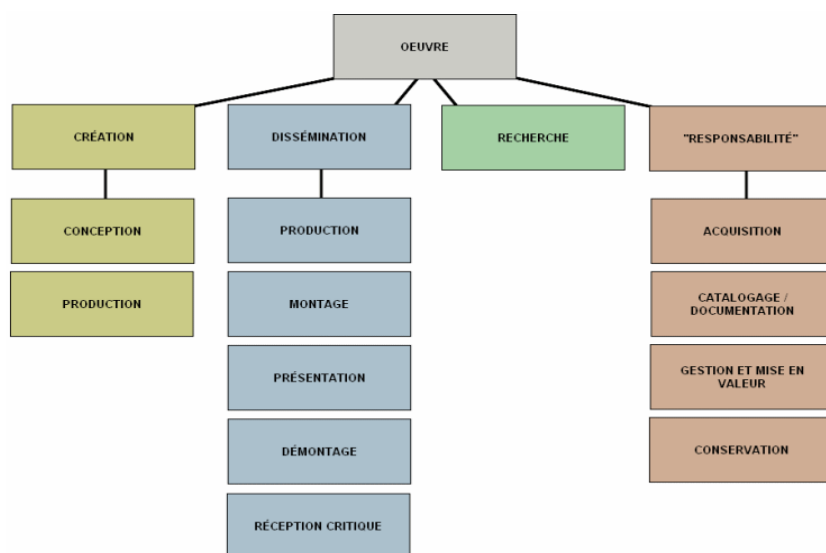 OEUVRE
CRÉATION
DISSÉMINATION
RECHERCHE
"RESPONSABILITÉ"
CONCEPTION
PRODUCTION
PRODUCTION
MONTAGE
PRÉSENTATION
DÉMONTAGE
RÉCEPTION CRITIQUE
ACQUISITION
CATALOGAGE /
DOCUMENTATION
GESTION ET MISE EN
VALEUR
CONSERVATION